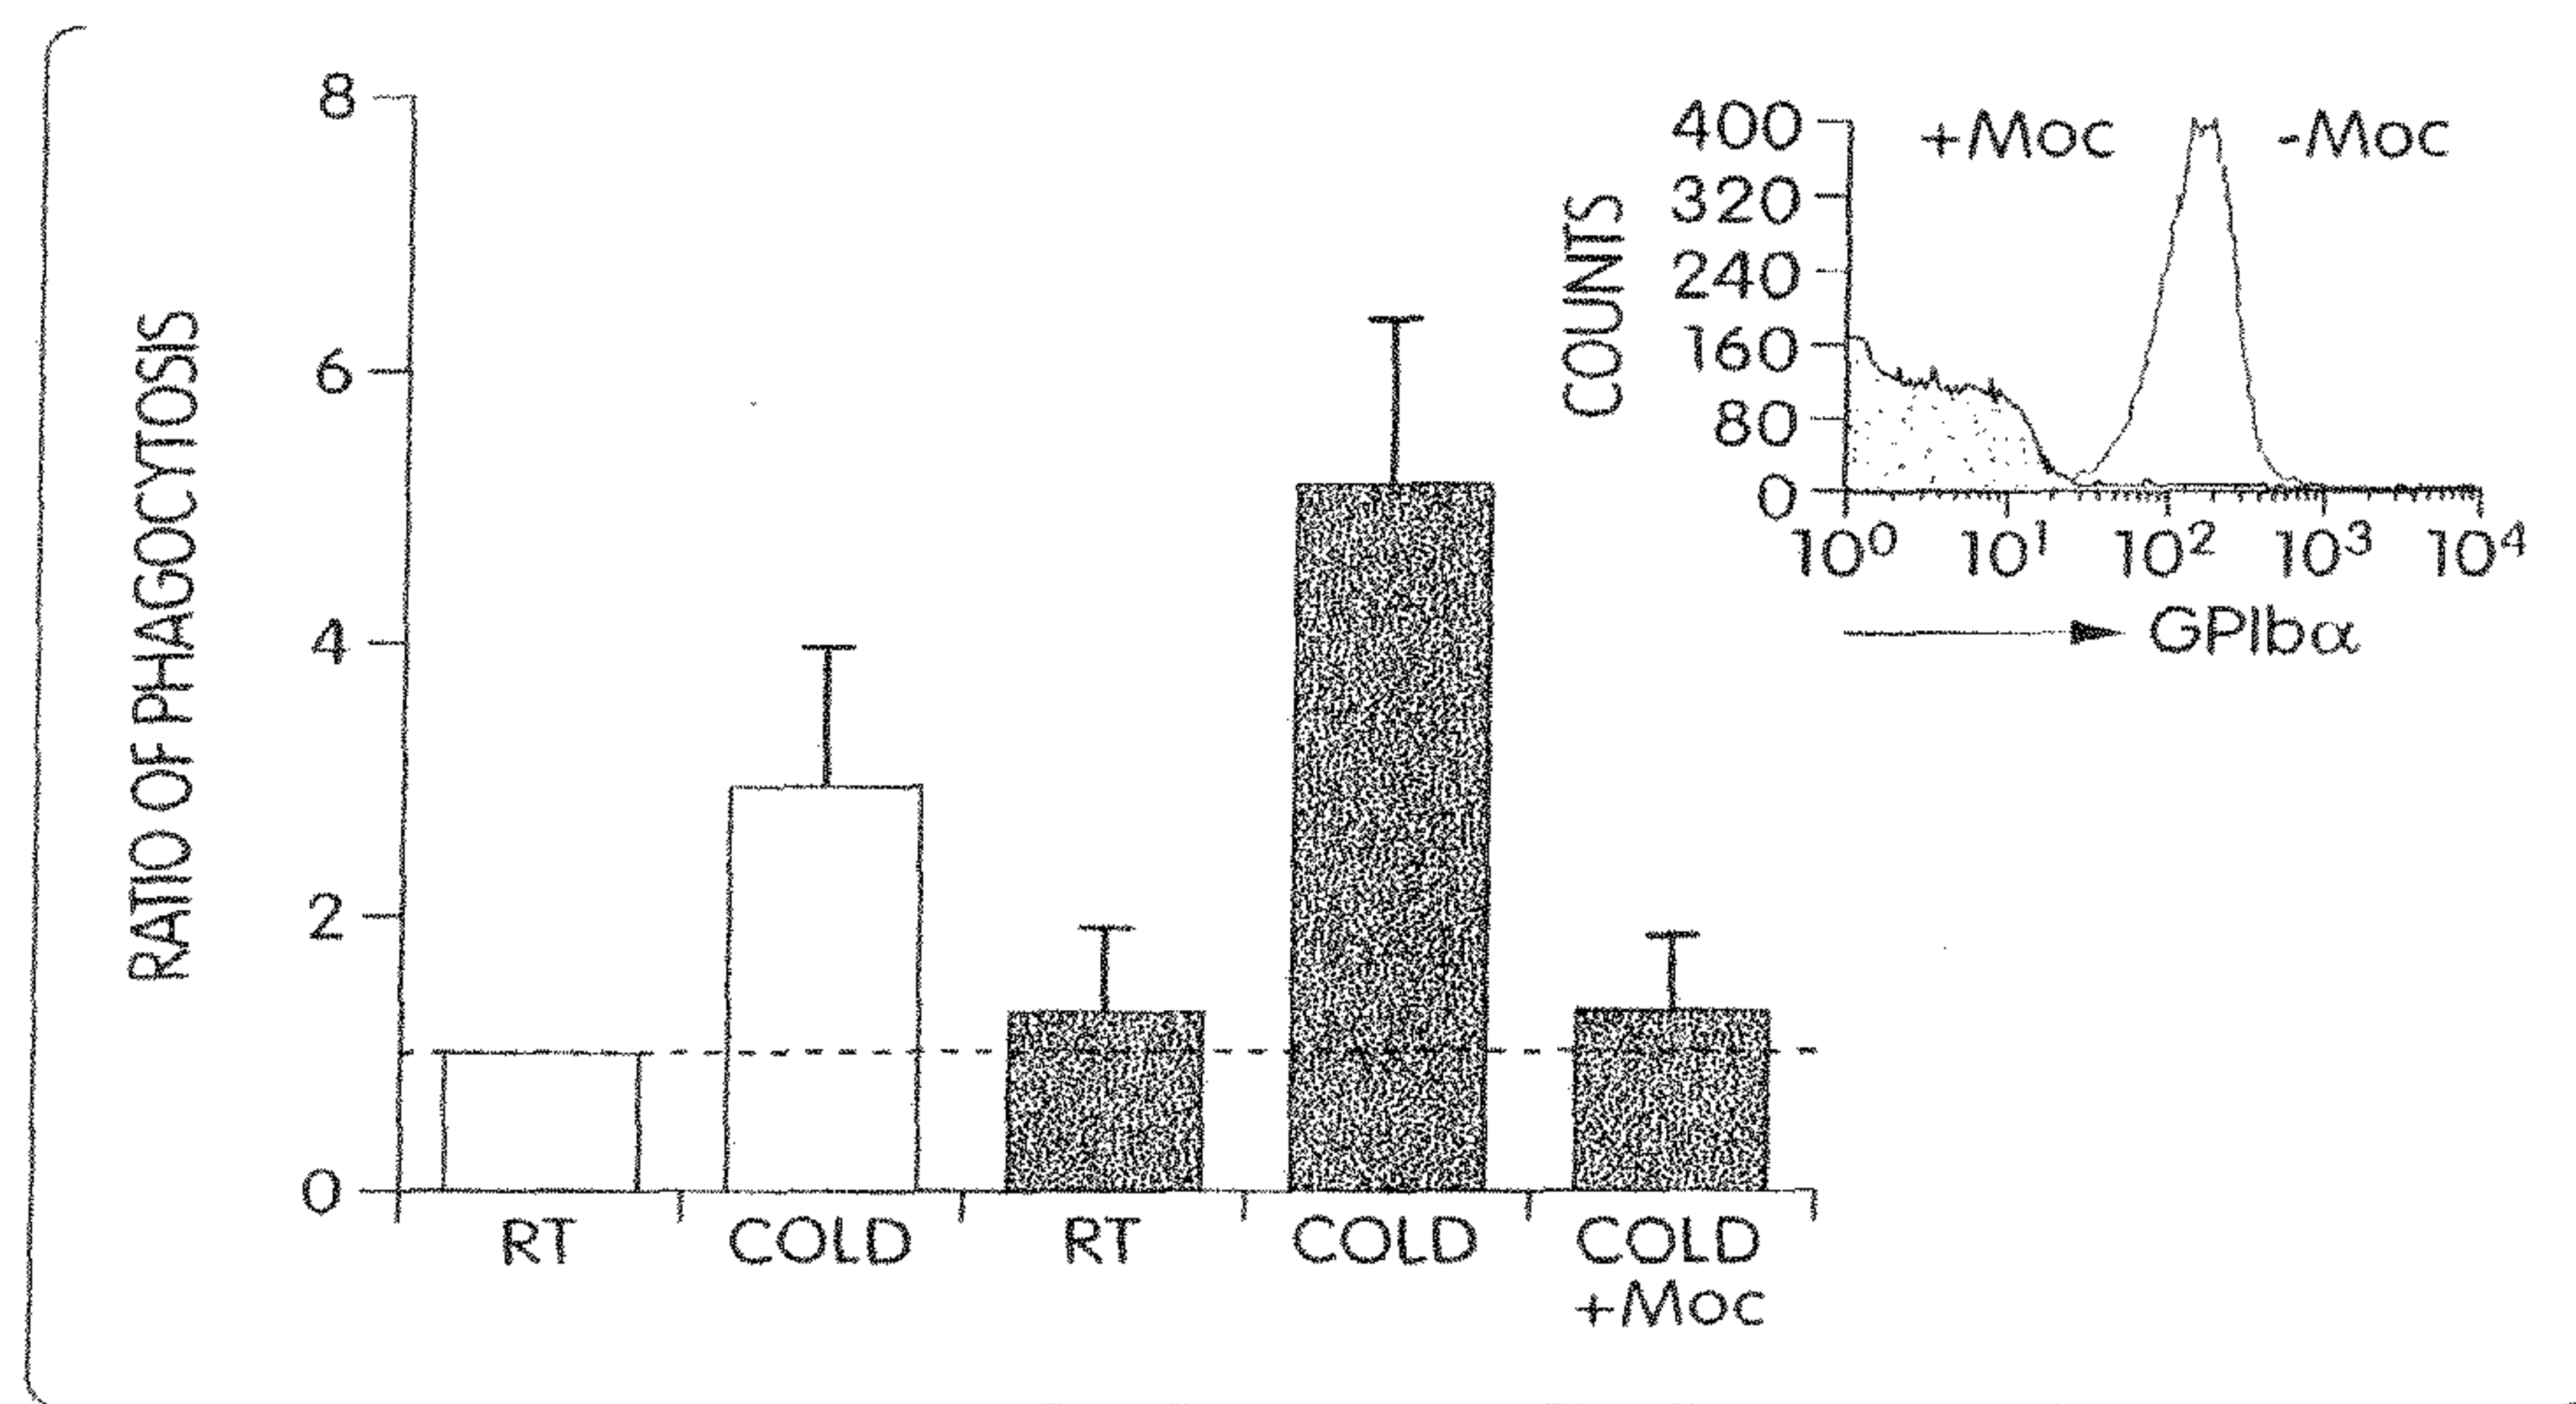 RATIO OF PHAGOCYTOSIS
8
6
4
2
0
RT COLD RT COLD COLD
+Moc
COUNTS
400
320
240
160
80
0
+Moc -Moc
10⁰ 10¹ 10² 10³ 10⁴
GPIbα